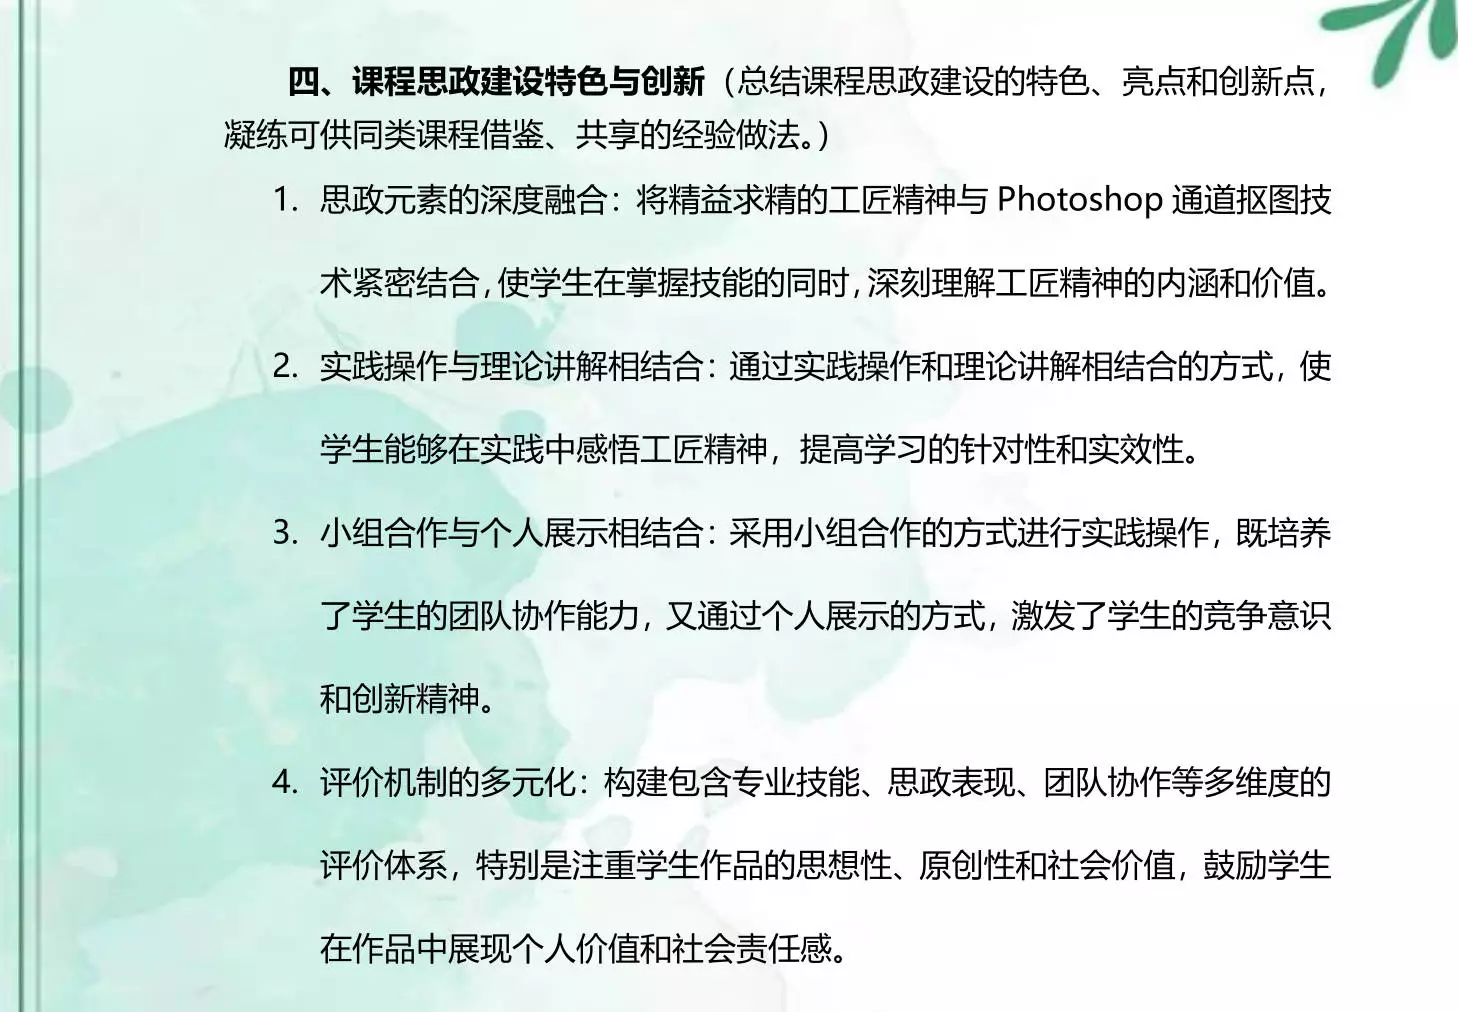 四、课程思政建设特色与创新（总结课程思政建设的特色、亮点和创新点，
凝练可供同类课程借鉴、共享的经验做法。）
1. 思政元素的深度融合：将精益求精的工匠精神与 Photoshop 通道抠图技
术紧密结合，使学生在掌握技能的同时，深刻理解工匠精神的内涵和价值。
2. 实践操作与理论讲解相结合：通过实践操作和理论讲解相结合的方式，使
学生能够在实践中感悟工匠精神，提高学习的针对性和实效性。
3. 小组合作与个人展示相结合：采用小组合作的方式进行实践操作，既培养
了学生的团队协作能力，又通过个人展示的方式，激发了学生的竞争意识
和创新精神。
4. 评价机制的多元化：构建包含专业技能、思政表现、团队协作等多维度的
评价体系，特别是注重学生作品的思想性、原创性和社会价值，鼓励学生
在作品中展现个人价值和社会责任感。